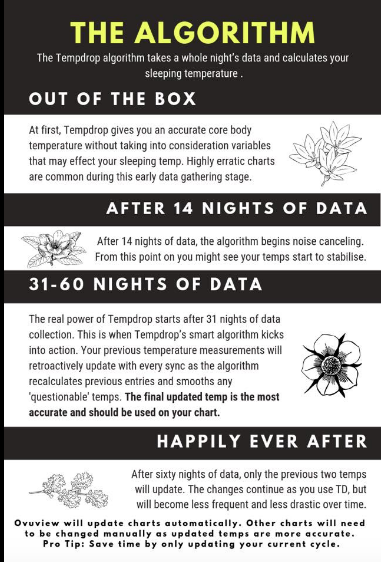 THE ALGORITHM
The Tempdrop algorithm takes a whole night's data and calculates your
sleeping temperature .
OUT OF THE BOX
At first, Tempdrop gives you an accurate core body
temperature without taking into consideration variables
that may effect your sleeping temp. Highly erratic charts
are common during this early data gathering stage.
AFTER 14 NIGHTS OF DATA
After 14 nights of data, the algorithm begins noise canceling.
From this point on you might see your temps start to stabilise.
31-60 NIGHTS OF DATA
The real power of Tempdrop starts after 31 nights of data
collection. This is when Tempdrop's smart algorithm kicks
into action. Your previous temperature measurements will
retroactively update with every sync as the algorithm
recalculates previous entries and smooths any
'questionable' temps. The final updated temp is the most
accurate and should be used on your chart.
HAPPILY EVER AFTER
After sixty nights of data, only the previous two temps
will update. The changes continue as you use TD, but
will become less frequent and less drastic over time.
Ovuview will update charts automatically. Other charts will need
to be changed manually as updated temps are more accurate.
Pro Tip: Save time by only updating your current cycle.